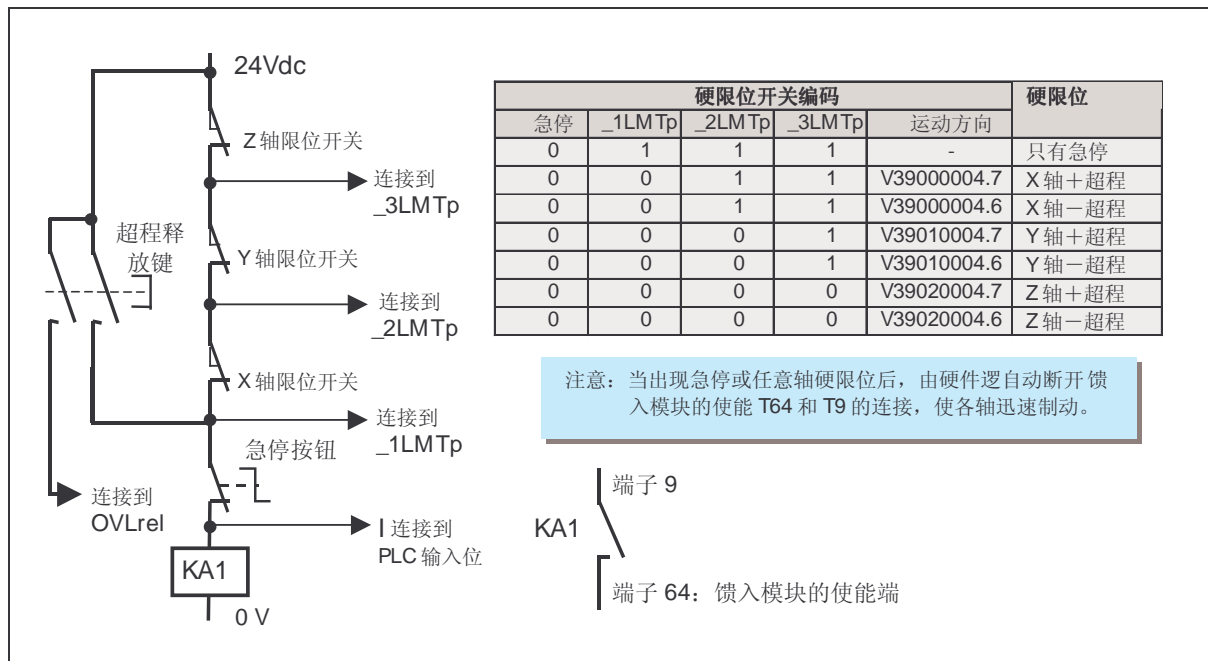 24Vdc
Z 轴限位开关
连接到
_3LMTp
超程释
放键
Y 轴限位开关
连接到
_2LMTp
X 轴限位开关
连接到
_1LMTp
急停按钮
连接到
OVLrel
I 连接到
PLC 输入位
KA1
0 V
硬限位开关编码 硬限位
急停 _1LMTp _2LMTp _3LMTp 运动方向
0 1 1 1 - 只有急停
0 0 1 1 V39000004.7 X 轴＋超程
0 0 1 1 V39000004.6 X 轴－超程
0 0 0 1 V39010004.7 Y 轴＋超程
0 0 0 1 V39010004.6 Y 轴－超程
0 0 0 0 V39020004.7 Z 轴＋超程
0 0 0 0 V39020004.6 Z 轴－超程
注意：当出现急停或任意轴硬限位后，由硬件逻自动断开馈
入模块的使能 T64 和 T9 的连接，使各轴迅速制动。
端子 9
KA1
端子 64：馈入模块的使能端